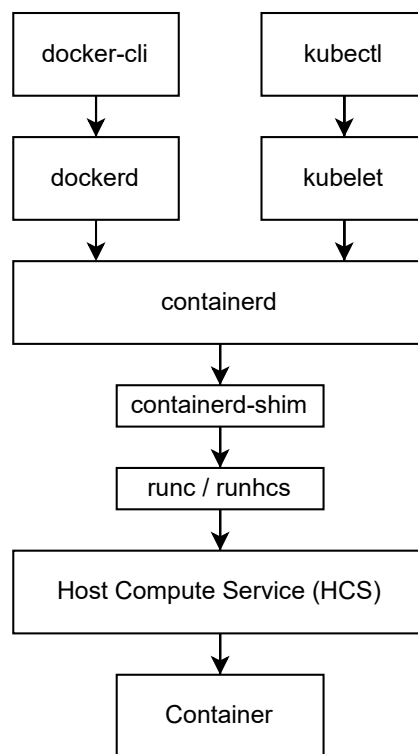 docker-cli
kubectl
dockerd
kubelet
containerd
containerd-shim
runc / runhcs
Host Compute Service (HCS)
Container